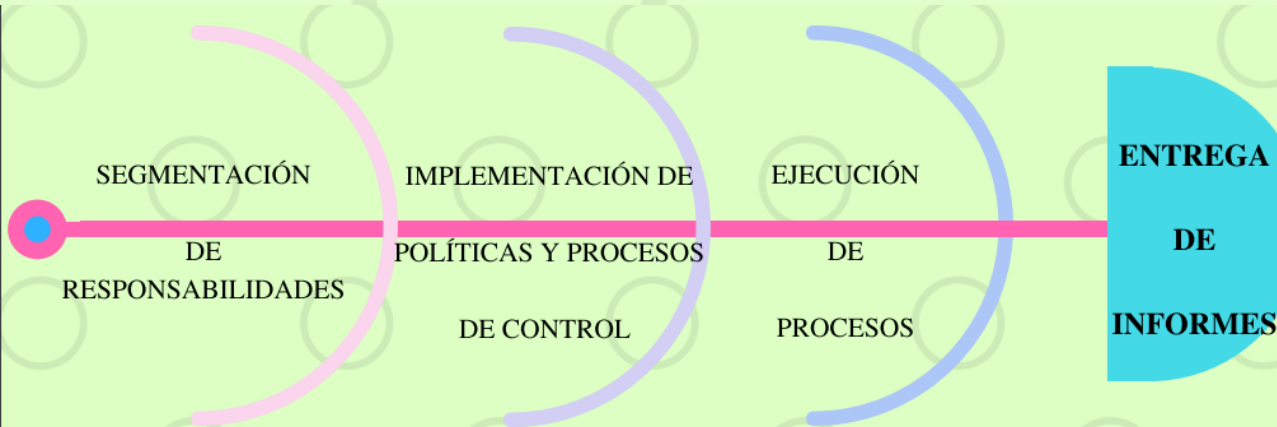 SEGMENTACIÓN
DE
RESPONSABILIDADES
IMPLEMENTACIÓN DE
POLÍTICAS Y PROCESOS
DE CONTROL
EJECUCIÓN
DE
PROCESOS
ENTREGA
DE
INFORMES